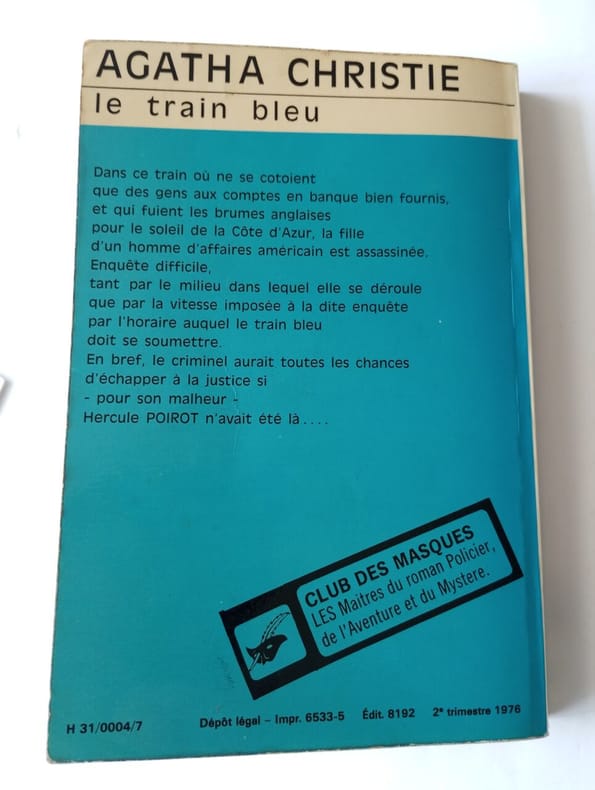 AGATHA CHRISTIE
le train bleu
Dans ce train où ne se cotoient
que des gens aux comptes en banque bien fournis,
et qui fuient les brumes anglaises
pour le soleil de la Côte d'Azur, la fille
d'un homme d'affaires américain est assassinée.
Enquête difficile,
tant par le milieu dans lequel elle se déroule
que par la vitesse imposée à la dite enquête
par l'horaire auquel le train bleu
doit se soumettre.
En bref, le criminel aurait toutes les chances
d'échapper à la justice si
- pour son malheur -
Hercule POIROT n'avait été là....
CLUB DES MASQUES
LES Maitres du roman Policier,
de l'Aventure et du Mystere.
H 31/0004/7 Dépôt légal – Impr. 6533-5 Édit. 8192 2e trimestre 1976